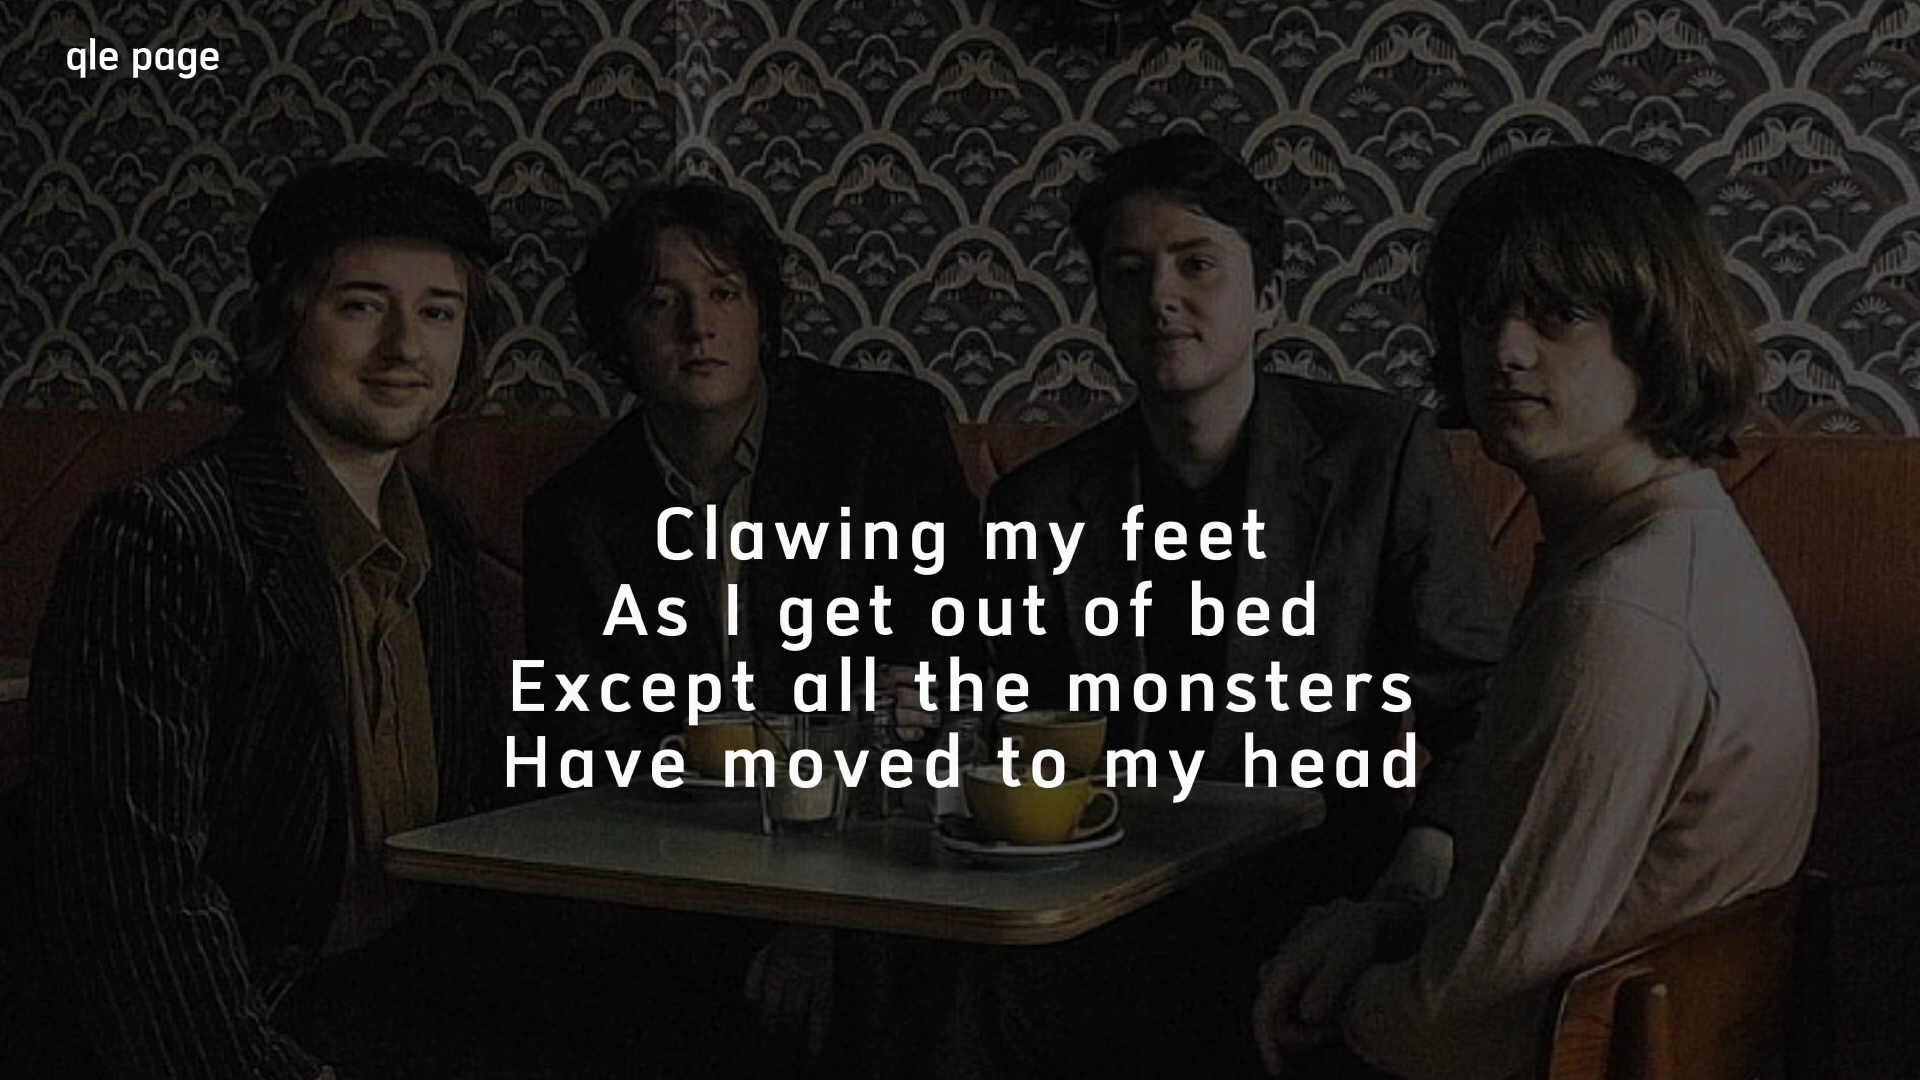 qle page
Clawing my feet
As I get out of bed
Except all the monsters
Have moved to my head